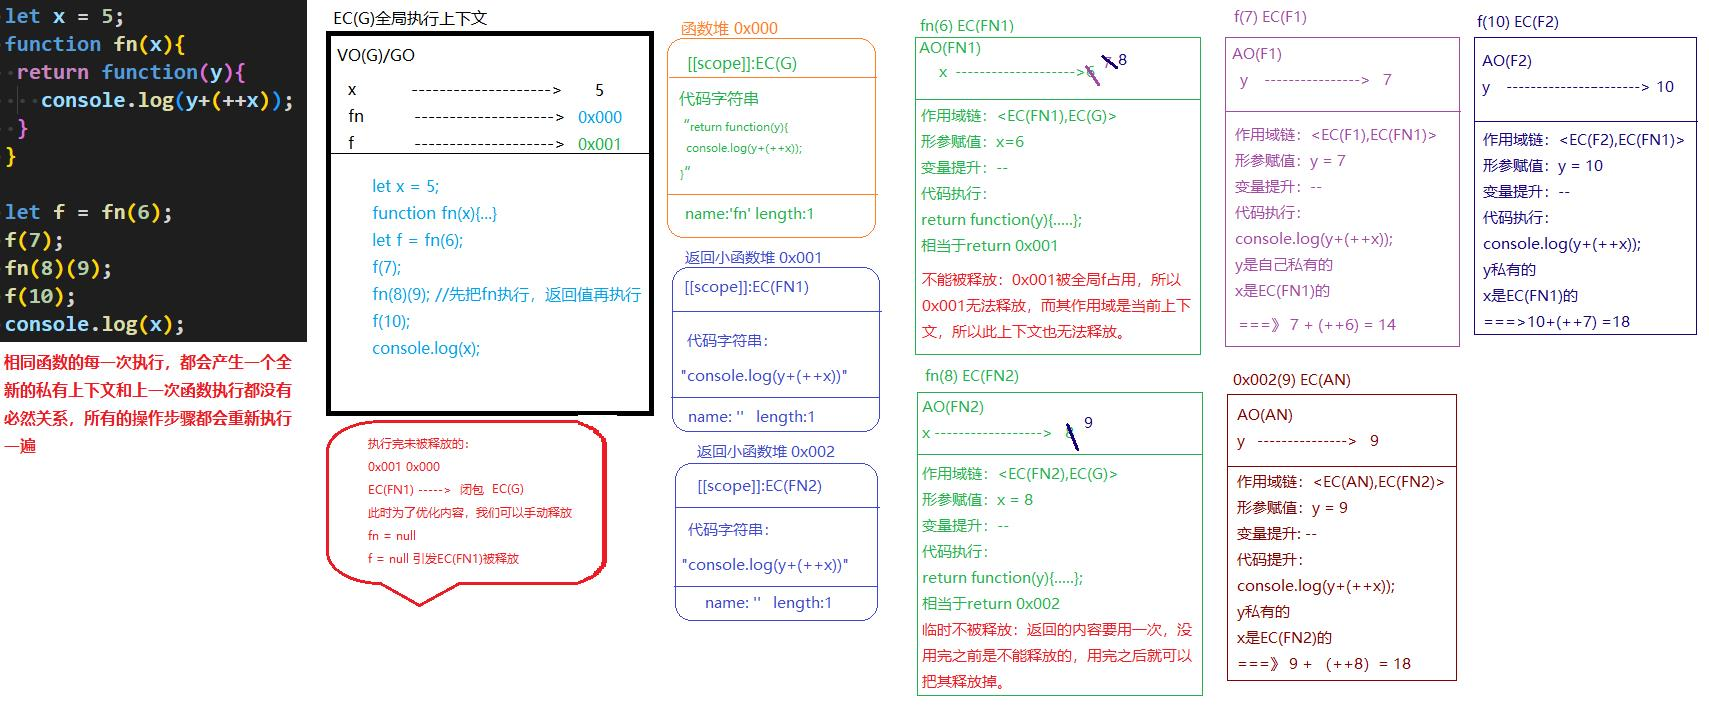 let x = 5;
function fn(x){
return function(y){
console.log(y+(++x));
}
}
let f = fn(6);
f(7);
fn(8)(9);
f(10);
console.log(x);
相同函数的每一次执行，都会产生一个全
新的私有上下文和上一次函数执行都没有
必然关系，所有的操作步骤都会重新执行
一遍
EC(G)全局执行上下文
VO(G)/GO
x --------------------> 5
fn --------------------> 0x000
f --------------------> 0x001
let x = 5;
function fn(x){...}
let f = fn(6);
f(7);
fn(8)(9); //先把fn执行，返回值再执行
f(10);
console.log(x);
执行完未被释放的：
0x001 0x000
EC(FN1) -----> 闭包 EC(G)
此时为了优化内容，我们可以手动释放
fn = null
f = null 引发EC(FN1)被释放
函数堆 0x000
[[scope]]:EC(G)
代码字符串
“return function(y){
console.log(y+(++x));
}”
name:'fn' length:1
返回小函数堆 0x001
[[scope]]:EC(FN1)
代码字符串：
"console.log(y+(++x))"
name: '' length:1
返回小函数堆 0x002
[[scope]]:EC(FN2)
代码字符串：
"console.log(y+(++x))"
name: '' length:1
fn(6) EC(FN1)
AO(FN1)
x --------------------->6 7 8
作用域链：<EC(FN1),EC(G)>
形参赋值：x=6
变量提升：--
代码执行：
return function(y){.....};
相当于return 0x001
不能被释放：0x001被全局f占用，所以
0x001无法释放，而其作用域是当前上下
文，所以此上下文也无法释放。
fn(8) EC(FN2)
AO(FN2)
x -------------------> 8 9
作用域链：<EC(FN2),EC(G)>
形参赋值：x = 8
变量提升：--
代码执行：
return function(y){.....};
相当于return 0x002
临时不被释放：返回的内容要用一次，没
用完之前是不能释放的，用完之后就可以
把其释放掉。
f(7) EC(F1)
AO(F1)
y ----------------> 7
作用域链：<EC(F1),EC(FN1)>
形参赋值：y = 7
变量提升：--
代码执行：
console.log(y+(++x));
y是自己私有的
x是EC(FN1)的
===》7 + (++6) = 14
0x002(9) EC(AN)
AO(AN)
y ---------------> 9
作用域链：<EC(AN),EC(FN2)>
形参赋值：y = 9
变量提升: --
代码提升：
console.log(y+(++x));
y私有的
x是EC(FN2)的
===》9 + （++8）= 18
f(10) EC(F2)
AO(F2)
y -----------------------> 10
作用域链：<EC(F2),EC(FN1)>
形参赋值：y = 10
变量提升：--
代码执行：
console.log(y+(++x));
y私有的
x是EC(FN1)的
===>10+(++7) =18